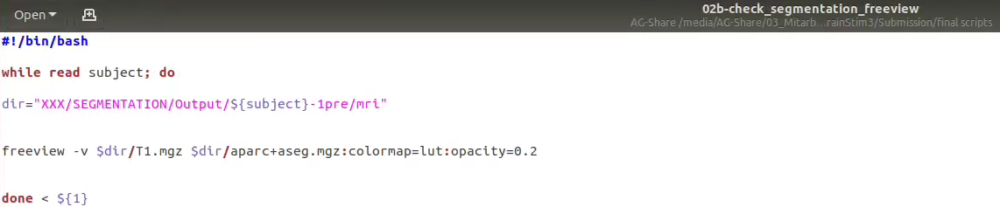 Open
02b-check_segmentation_freeview
AG-Share /media/AG-Share/03_Mitarb...rainStim3/Submission/final scripts
#!/bin/bash
while read subject; do
dir="XXX/SEGMENTATION/Output/${subject}-1pre/mri"
freeview -v $dir/T1.mgz $dir/aparc+aseg.mgz:colormap=lut:opacity=0.2
done < ${1}